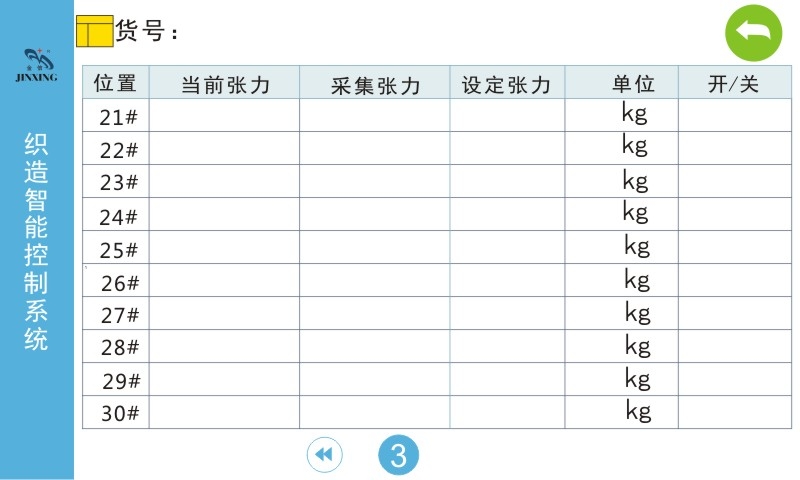 货号：
金信
JINXING
织造智能控制系统
位置 当前张力 采集张力 设定张力 单位 开/关
21# kg
22# kg
23# kg
24# kg
25# kg
26# kg
27# kg
28# kg
29# kg
30# kg
3